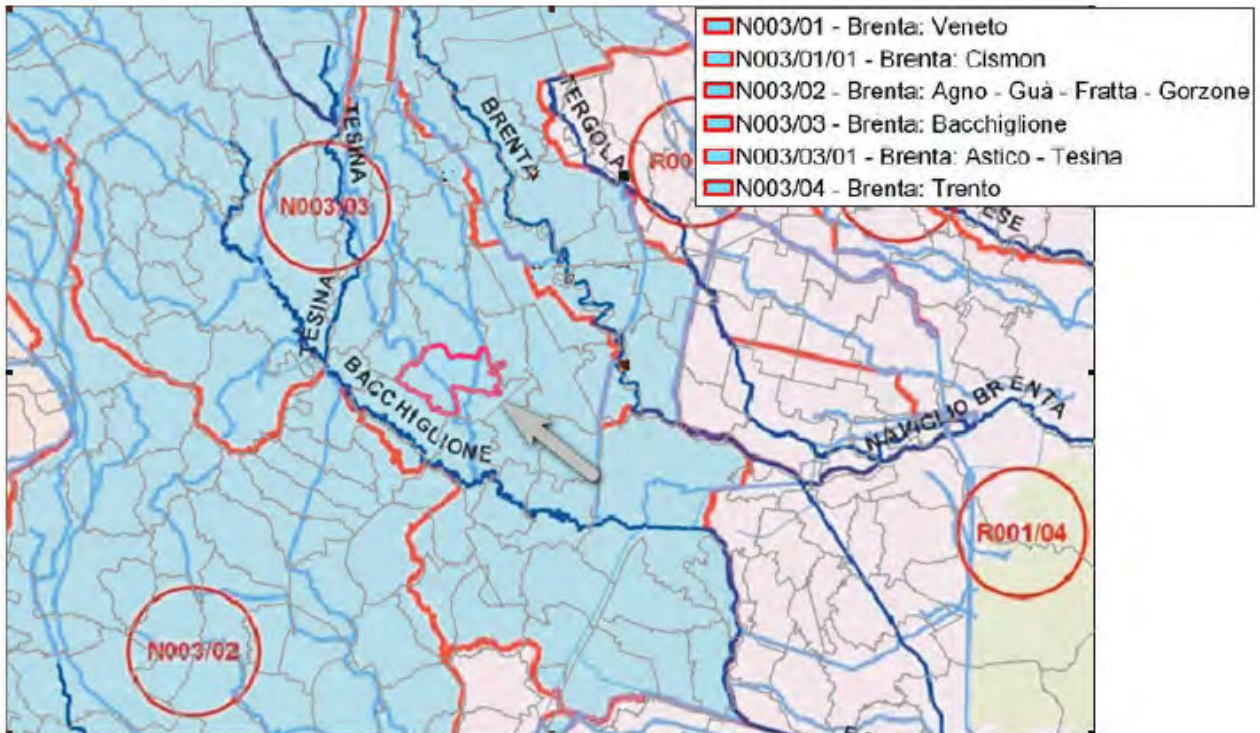 N003/01 - Brenta: Veneto
N003/01/01 - Brenta: Cismon
N003/02 - Brenta: Agno - Guà - Fratta - Gorzone
N003/03 - Brenta: Bacchiglione
N003/03/01 - Brenta: Astico - Tesina
N003/04 - Brenta: Trento
TESINA
BRENTA
TERGOLA
R00
N003/03
ESE
TESINA
BACCHIGLIONE
NAVIGLIO BRENTA
R001/04
N003/02